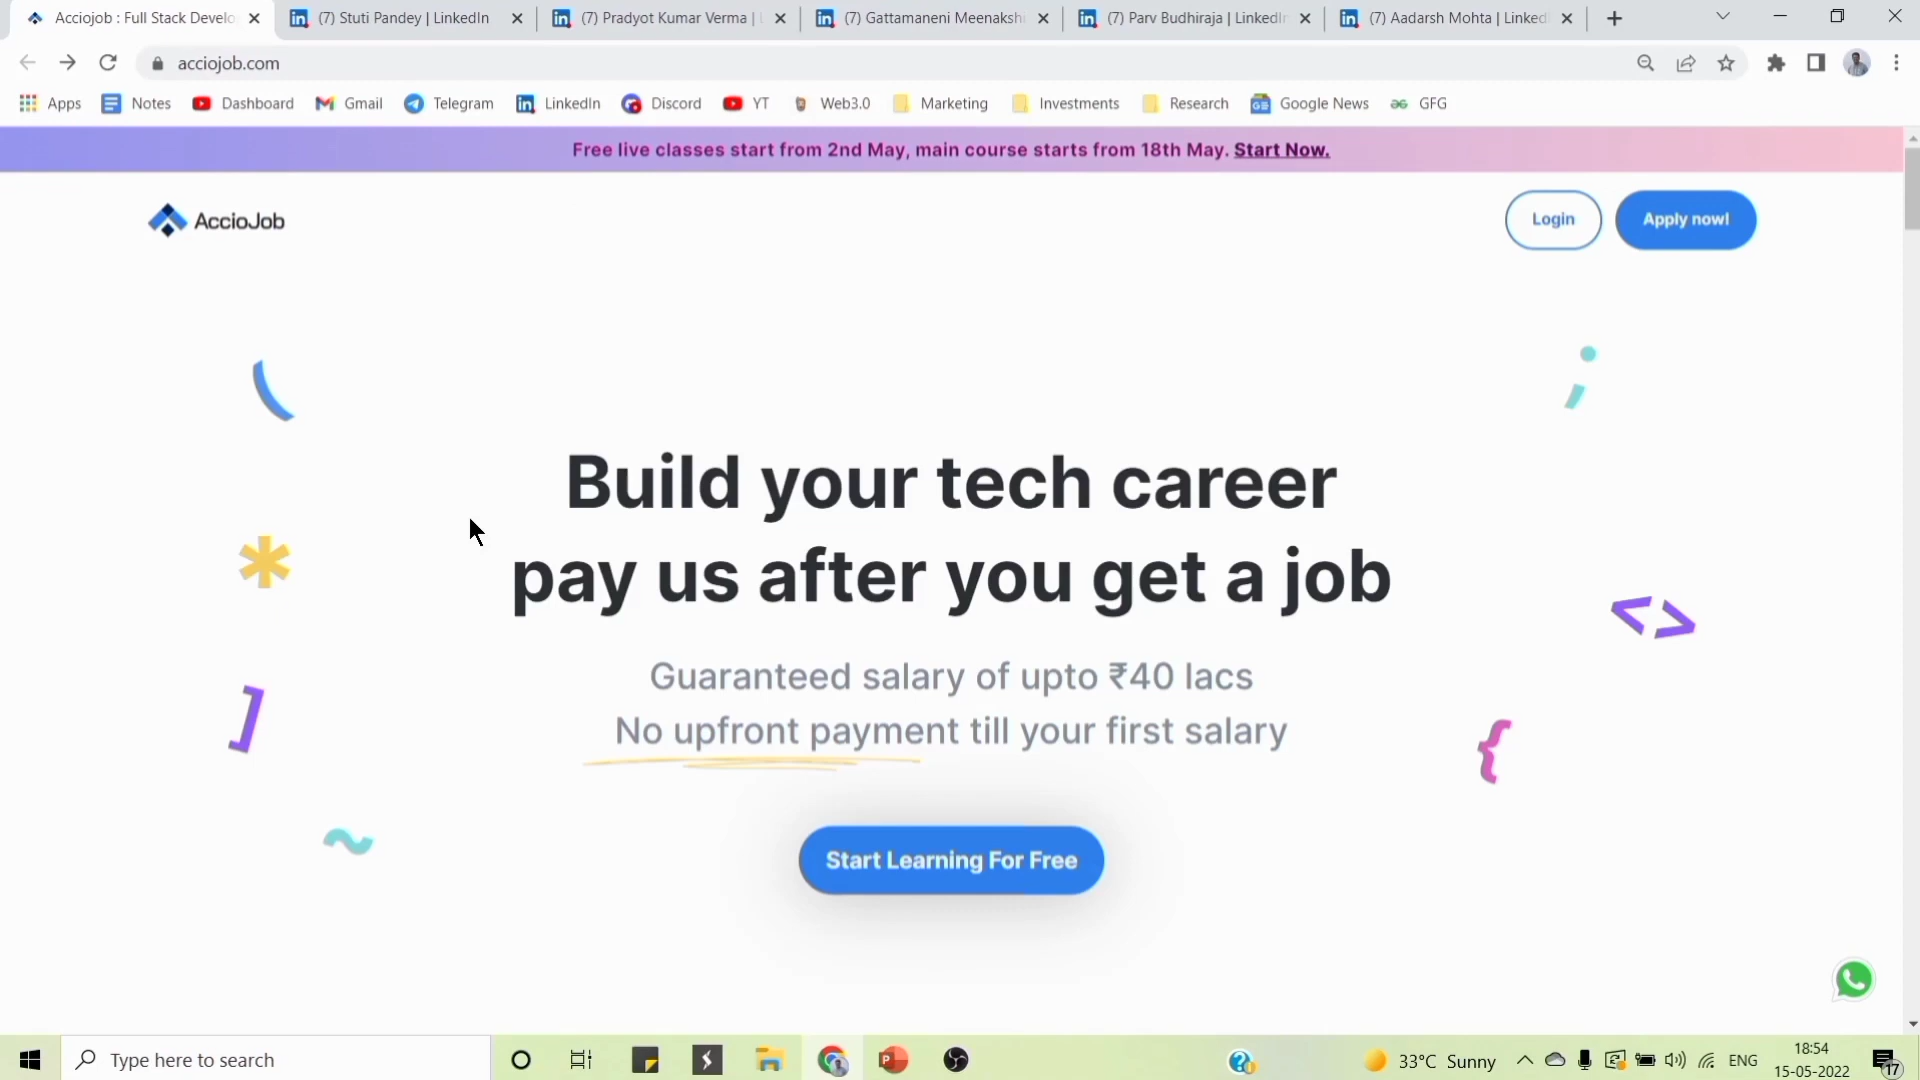 Acciojob : Full Stack Develo
(7) Stuti Pandey | LinkedIn
(7) Pradyot Kumar Verma |
(7) Gattamaneni Meenakshi
(7) Parv Budhiraja | LinkedIn
(7) Aadarsh Mohta | Linked
acciojob.com
Apps
Notes
Dashboard
Gmail
Telegram
LinkedIn
Discord
YT
Web3.0
Marketing
Investments
Research
Google News
GFG
Free live classes start from 2nd May, main course starts from 18th May. Start Now.
AccioJob
Login
Apply now!
Build your tech career
pay us after you get a job
Guaranteed salary of upto ₹40 lacs
No upfront payment till your first salary
Start Learning For Free
Type here to search
33°C Sunny
ENG
18:54
15-05-2022
17